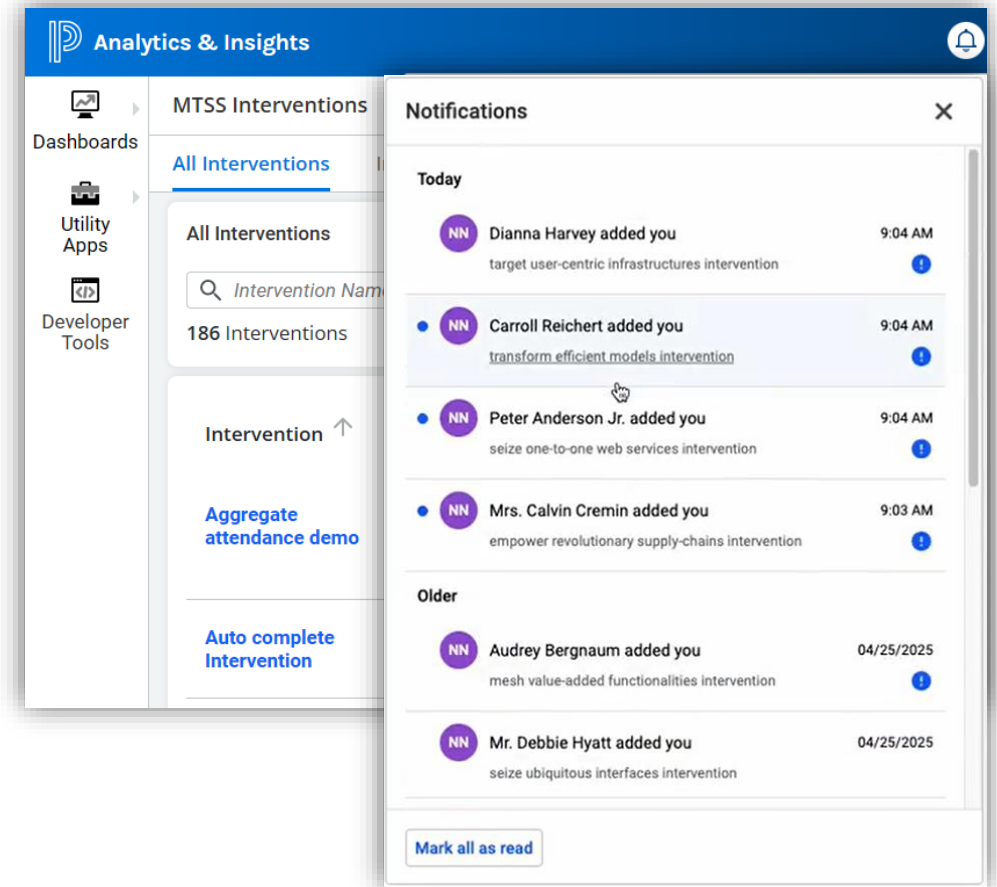 Analytics & Insights
Dashboards
Utility
Apps
Developer
Tools
MTSS Interventions
All Interventions
All Interventions
Intervention Nam
186 Interventions
Intervention
Aggregate
attendance demo
Auto complete
Intervention
Notifications
Today
NN
Dianna Harvey added you
9:04 AM
target user-centric infrastructures intervention
NN
Carroll Reichert added you
9:04 AM
transform efficient models intervention
NN
Peter Anderson Jr. added you
9:04 AM
seize one-to-one web services intervention
NN
Mrs. Calvin Cremin added you
9:03 AM
empower revolutionary supply-chains intervention
Older
NN
Audrey Bergnaum added you
04/25/2025
mesh value-added functionalities intervention
NN
Mr. Debbie Hyatt added you
04/25/2025
seize ubiquitous interfaces intervention
Mark all as read